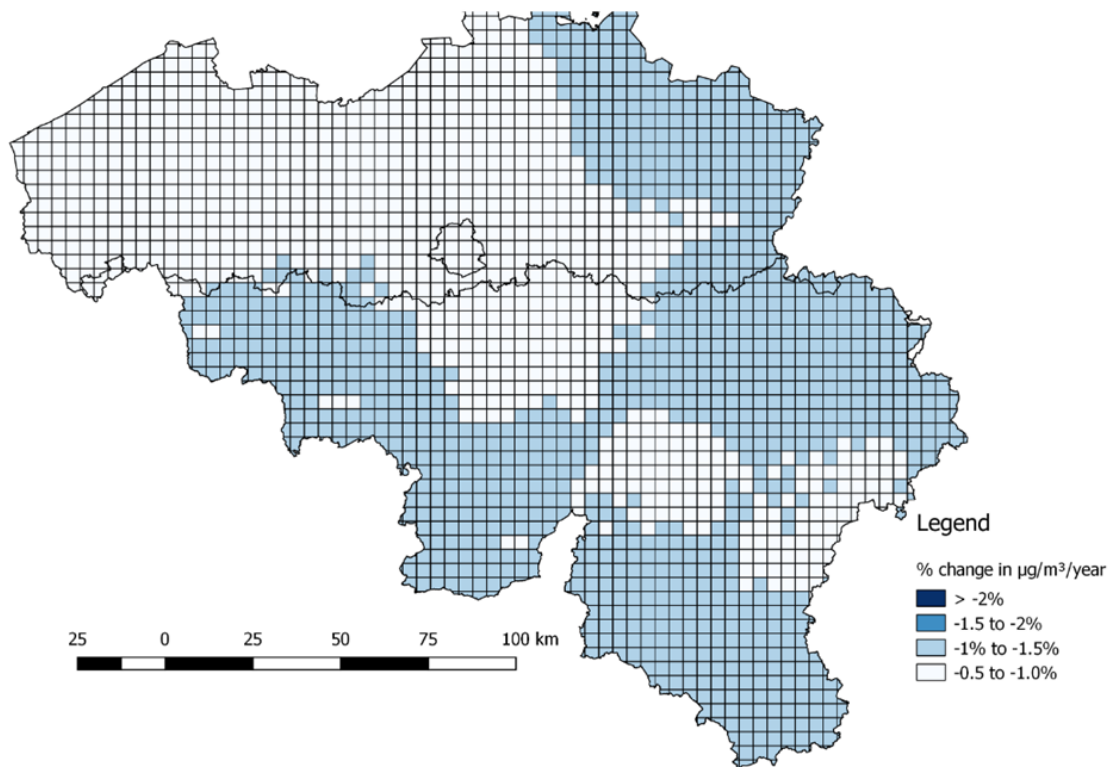 Legend
% change in µg/m³/year
> -2%
-1.5 to -2%
-1% to -1.5%
-0.5 to -1.0%
25 0 25 50 75 100 km